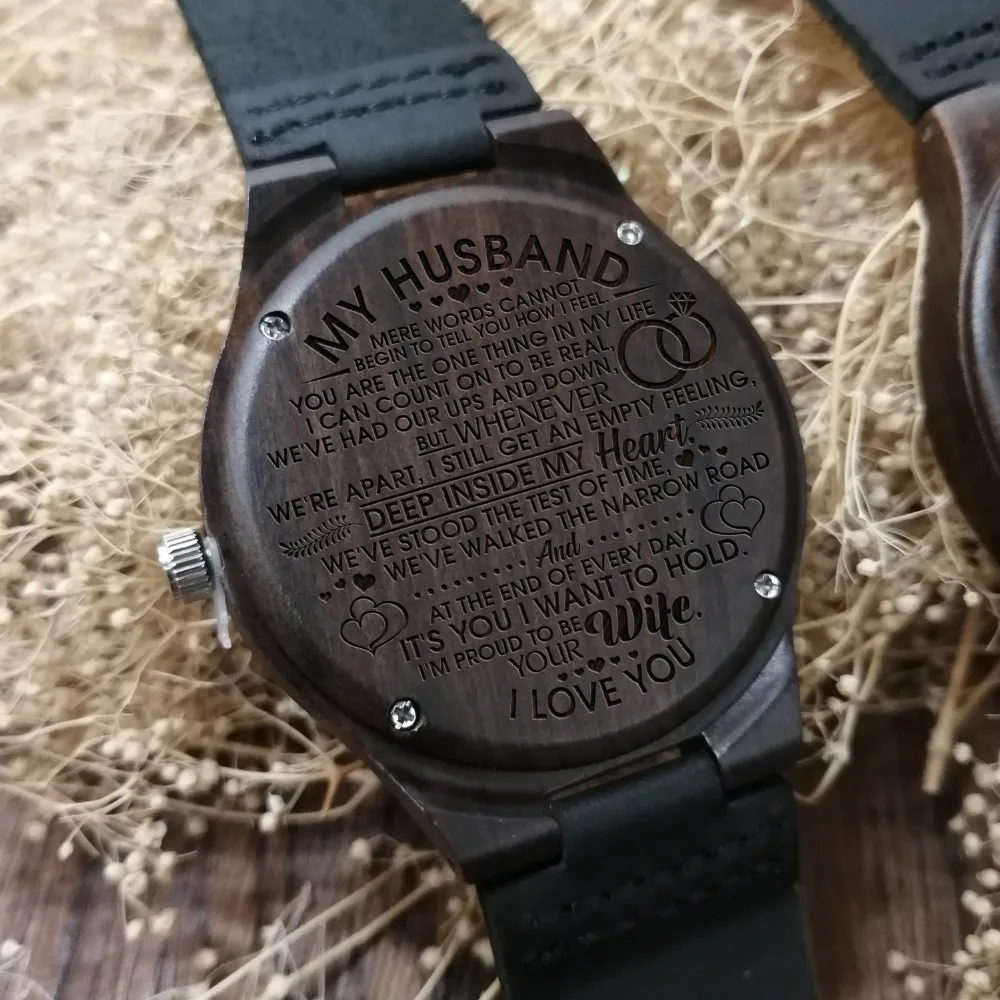 MY HUSBAND
MERE WORDS CANNOT
BEGIN TO TELL YOU HOW I FEEL.
YOU ARE THE ONE THING IN MY LIFE
I CAN COUNT ON TO BE REAL.
WE'VE HAD OUR UPS AND DOWN,
BUT WHENEVER
WE'RE APART, I STILL GET AN EMPTY FEELING,
DEEP INSIDE MY Heart.
WE'VE STOOD THE TEST OF TIME,
WE'VE WALKED THE NARROW ROAD
And
AT THE END OF EVERY DAY.
IT'S YOU I WANT TO HOLD.
I'M PROUD TO BE
YOUR Wife.
I LOVE YOU